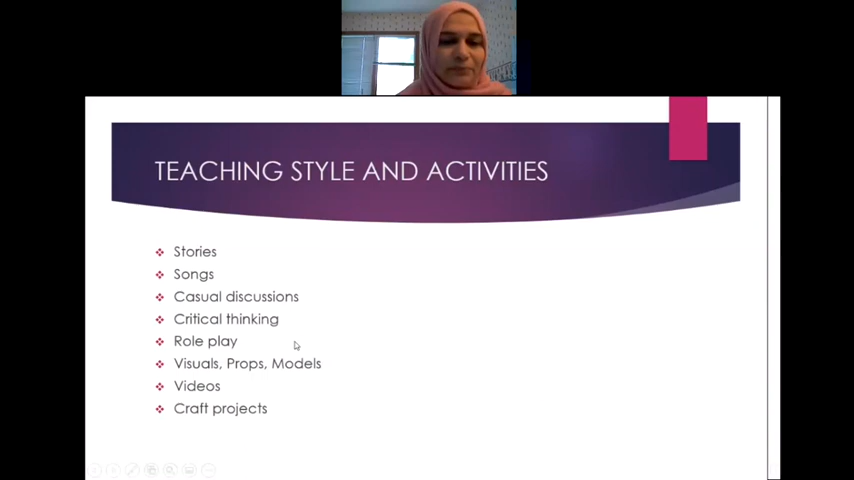 TEACHING STYLE AND ACTIVITIES
Stories
Songs
Casual discussions
Critical thinking
Role play
Visuals, Props, Models
Videos
Craft projects